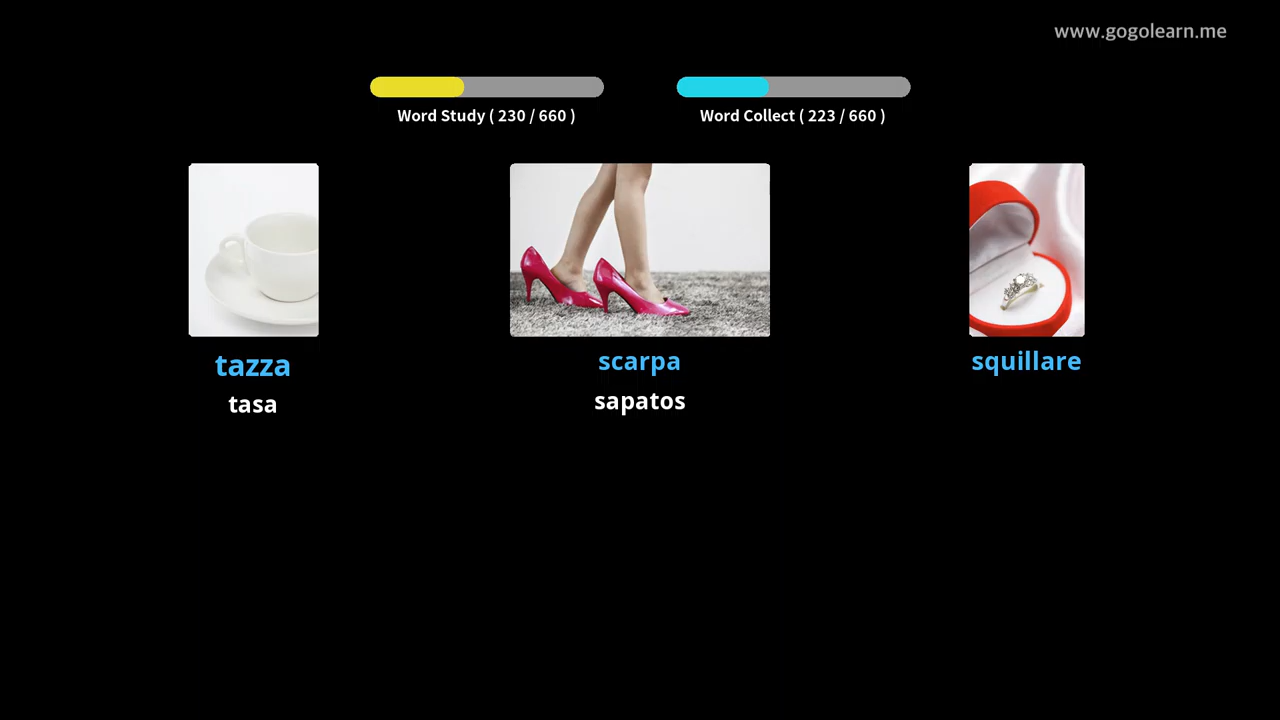 www.gogolearn.me
Word Study ( 230 / 660 )
Word Collect ( 223 / 660 )
tazza
tasa
scarpa
sapatos
squillare